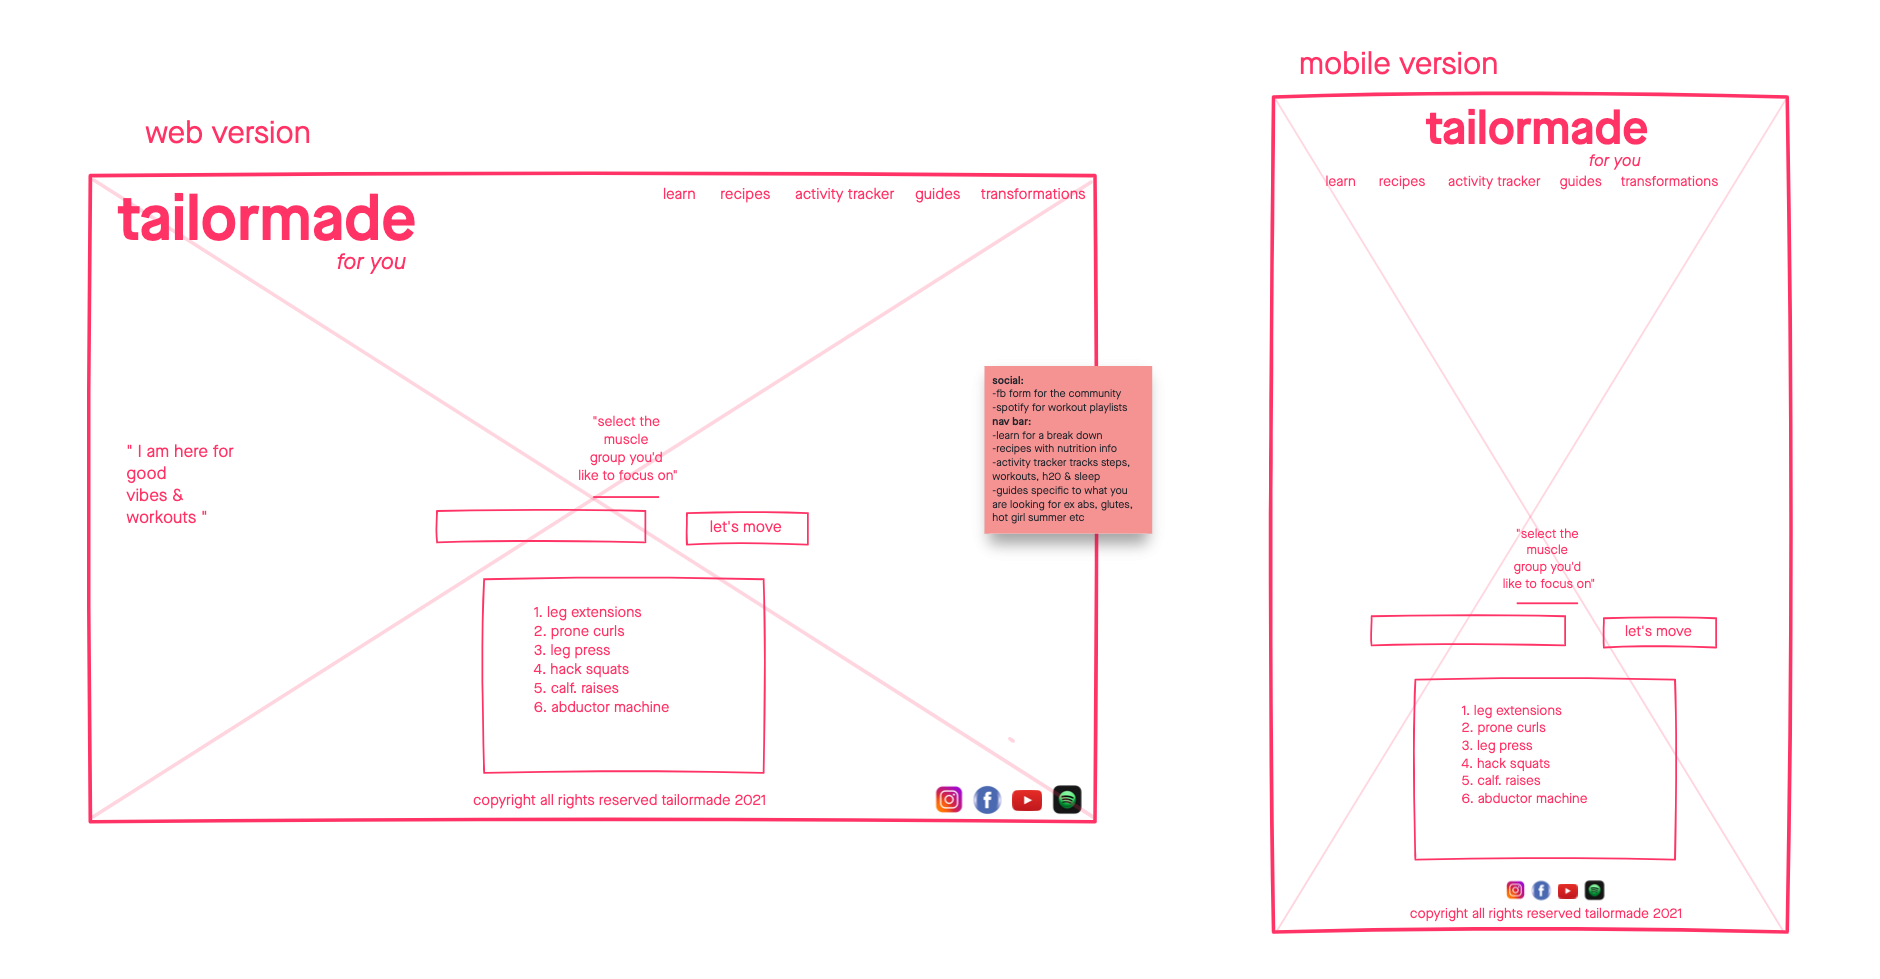 web version
tailormade
for you
learn recipes activity tracker guides transformations
" I am here for
good
vibes &
workouts "
"select the
muscle
group you'd
like to focus on"
let's move
1. leg extensions
2. prone curls
3. leg press
4. hack squats
5. calf. raises
6. abductor machine
copyright all rights reserved tailormade 2021
social:
-fb form for the community
-spotify for workout playlists
nav bar:
-learn for a break down
-recipes with nutrition info
-activity tracker tracks steps,
workouts, h20 & sleep
-guides specific to what you
are looking for ex abs, glutes,
hot girl summer etc
mobile version
tailormade
for you
learn recipes activity tracker guides transformations
"select the
muscle
group you'd
like to focus on"
let's move
1. leg extensions
2. prone curls
3. leg press
4. hack squats
5. calf. raises
6. abductor machine
copyright all rights reserved tailormade 2021